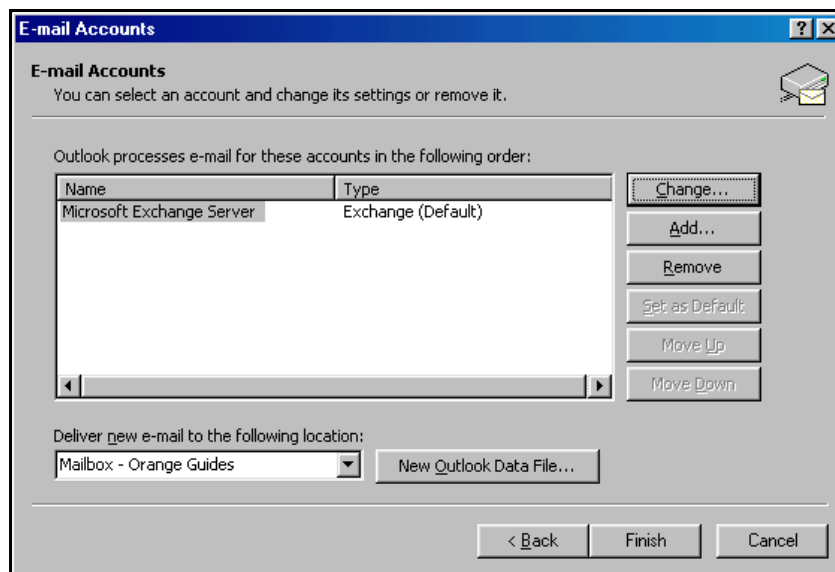 E-mail Accounts
E-mail Accounts
You can select an account and change its settings or remove it.
Outlook processes e-mail for these accounts in the following order:
Name Type
Microsoft Exchange Server Exchange (Default)
Change...
Add...
Remove
Set as Default
Move Up
Move Down
Deliver new e-mail to the following location:
Mailbox - Orange Guides New Outlook Data File...
< Back Finish Cancel